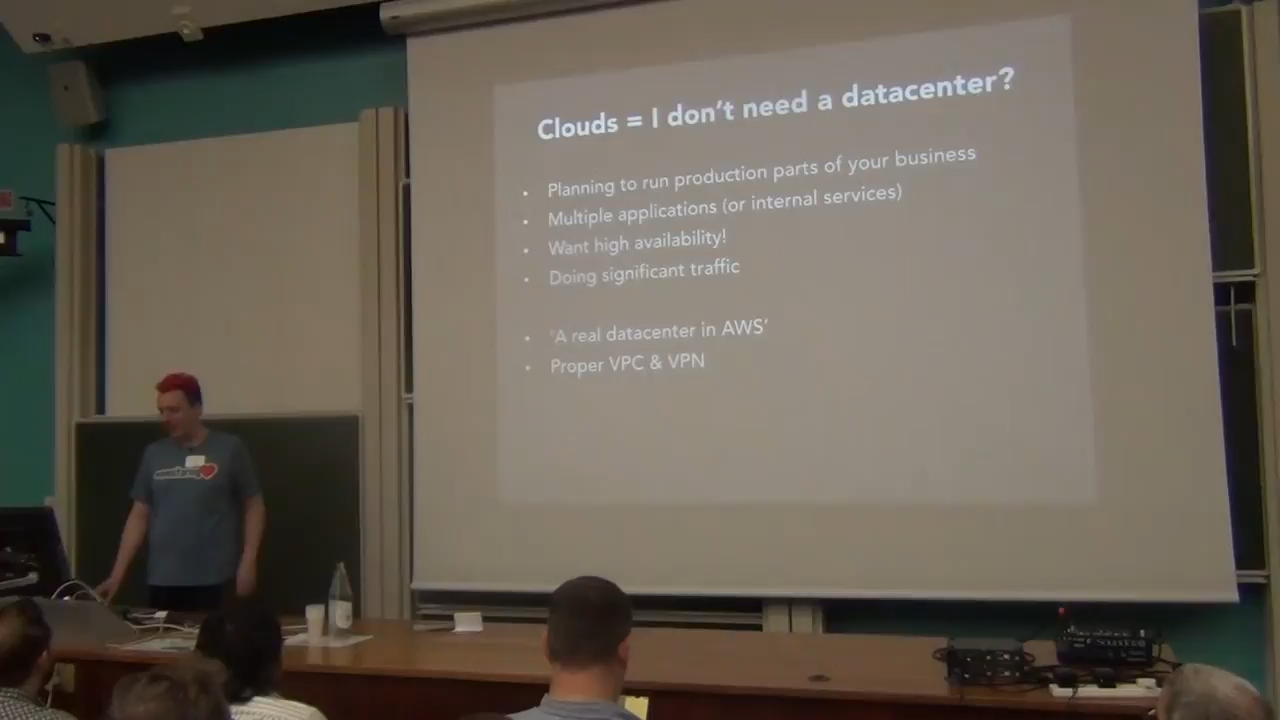 Clouds = I don't need a datacenter?
• Planning to run production parts of your business
• Multiple applications (or internal services)
• Want high availability!
• Doing significant traffic
• 'A real datacenter in AWS'
• Proper VPC & VPN